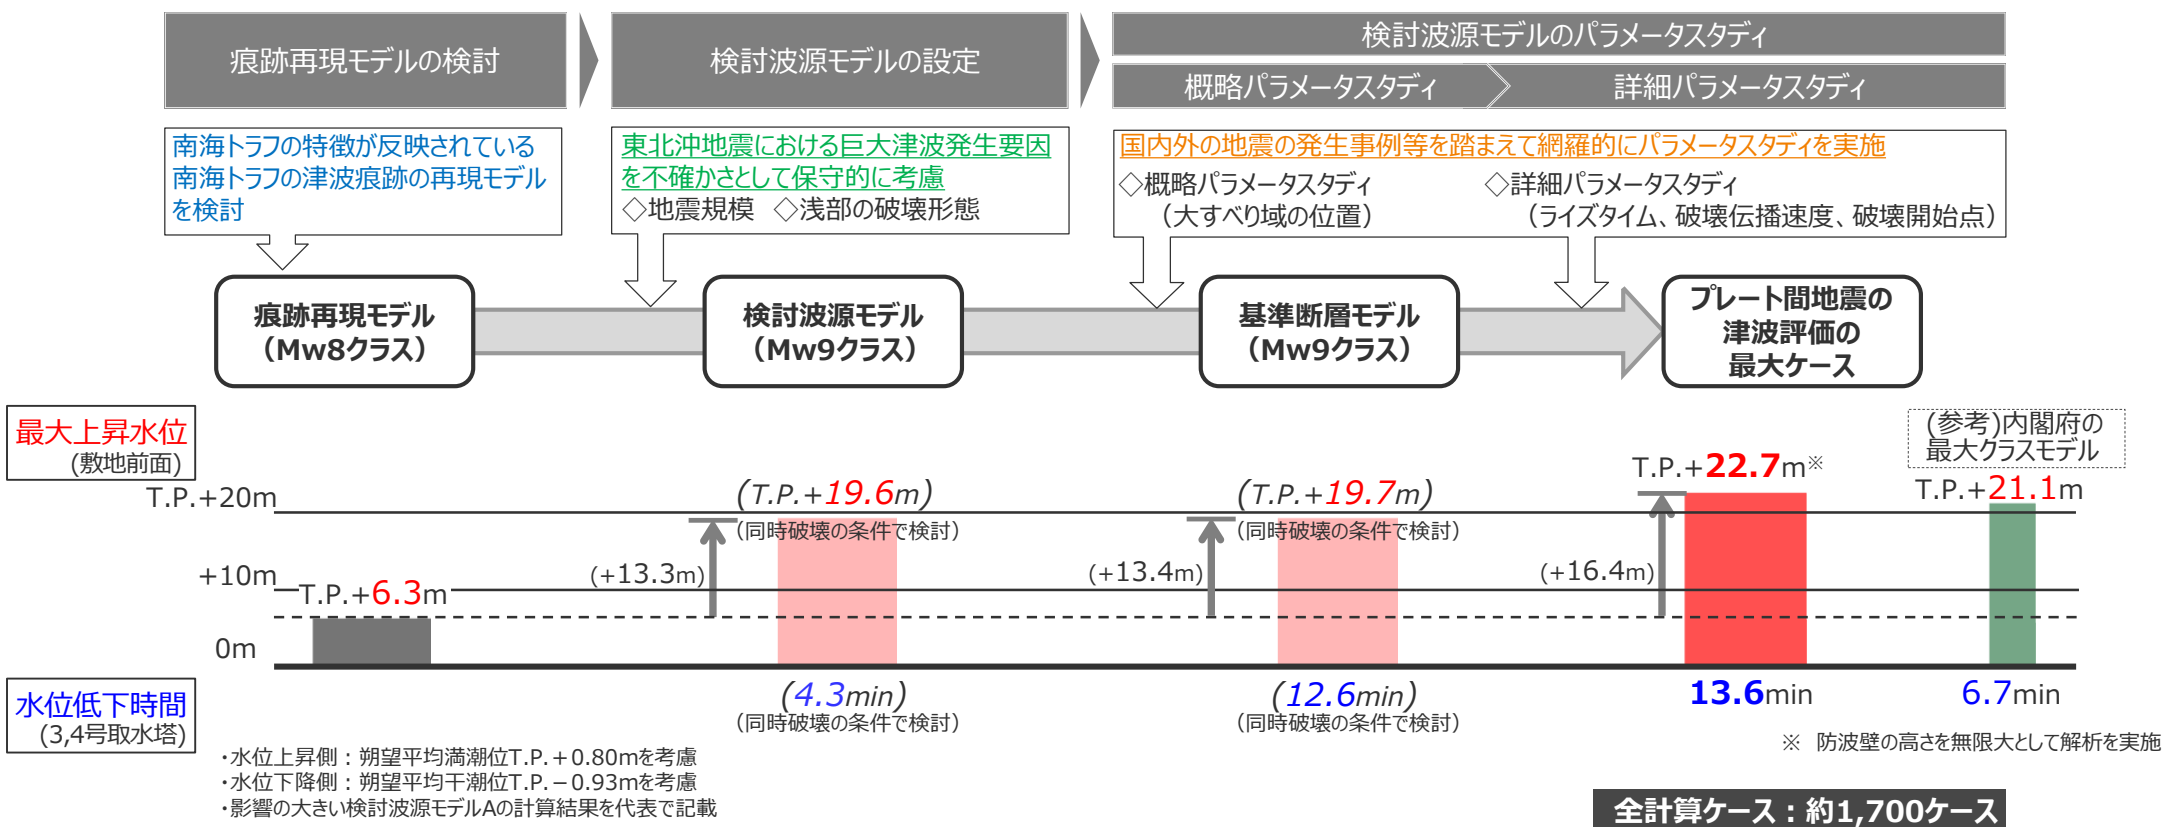 痕跡再現モデルの検討
検討波源モデルの設定
検討波源モデルのパラメータスタディ
概略パラメータスタディ
詳細パラメータスタディ
南海トラフの特徴が反映されている
南海トラフの津波痕跡の再現モデル
を検討
東北沖地震における巨大津波発生要因
を不確かさとして保守的に考慮
◇地震規模 ◇浅部の破壊形態
国内外の地震の発生事例等を踏まえて網羅的にパラメータスタディを実施
◇概略パラメータスタディ
（大すべり域の位置）
◇詳細パラメータスタディ
（ライズタイム、破壊伝播速度、破壊開始点）
痕跡再現モデル
（Mw8クラス）
検討波源モデル
（Mw9クラス）
基準断層モデル
（Mw9クラス）
プレート間地震の
津波評価の
最大ケース
最大上昇水位
(敷地前面)
(参考)内閣府の
最大クラスモデル
T.P.+20m
+10m
0m
T.P.+6.3m
(T.P.+19.6m)
（同時破壊の条件で検討）
(+13.3m)
(T.P.+19.7m)
（同時破壊の条件で検討）
(+13.4m)
T.P.+22.7m※
(+16.4m)
T.P.+21.1m
水位低下時間
(3,4号取水塔)
(4.3min)
（同時破壊の条件で検討）
(12.6min)
（同時破壊の条件で検討）
13.6min
6.7min
・水位上昇側：朔望平均満潮位T.P.＋0.80mを考慮
・水位下降側：朔望平均干潮位T.P.－0.93mを考慮
・影響の大きい検討波源モデルAの計算結果を代表で記載
※ 防波壁の高さを無限大として解析を実施
全計算ケース：約1,700ケース